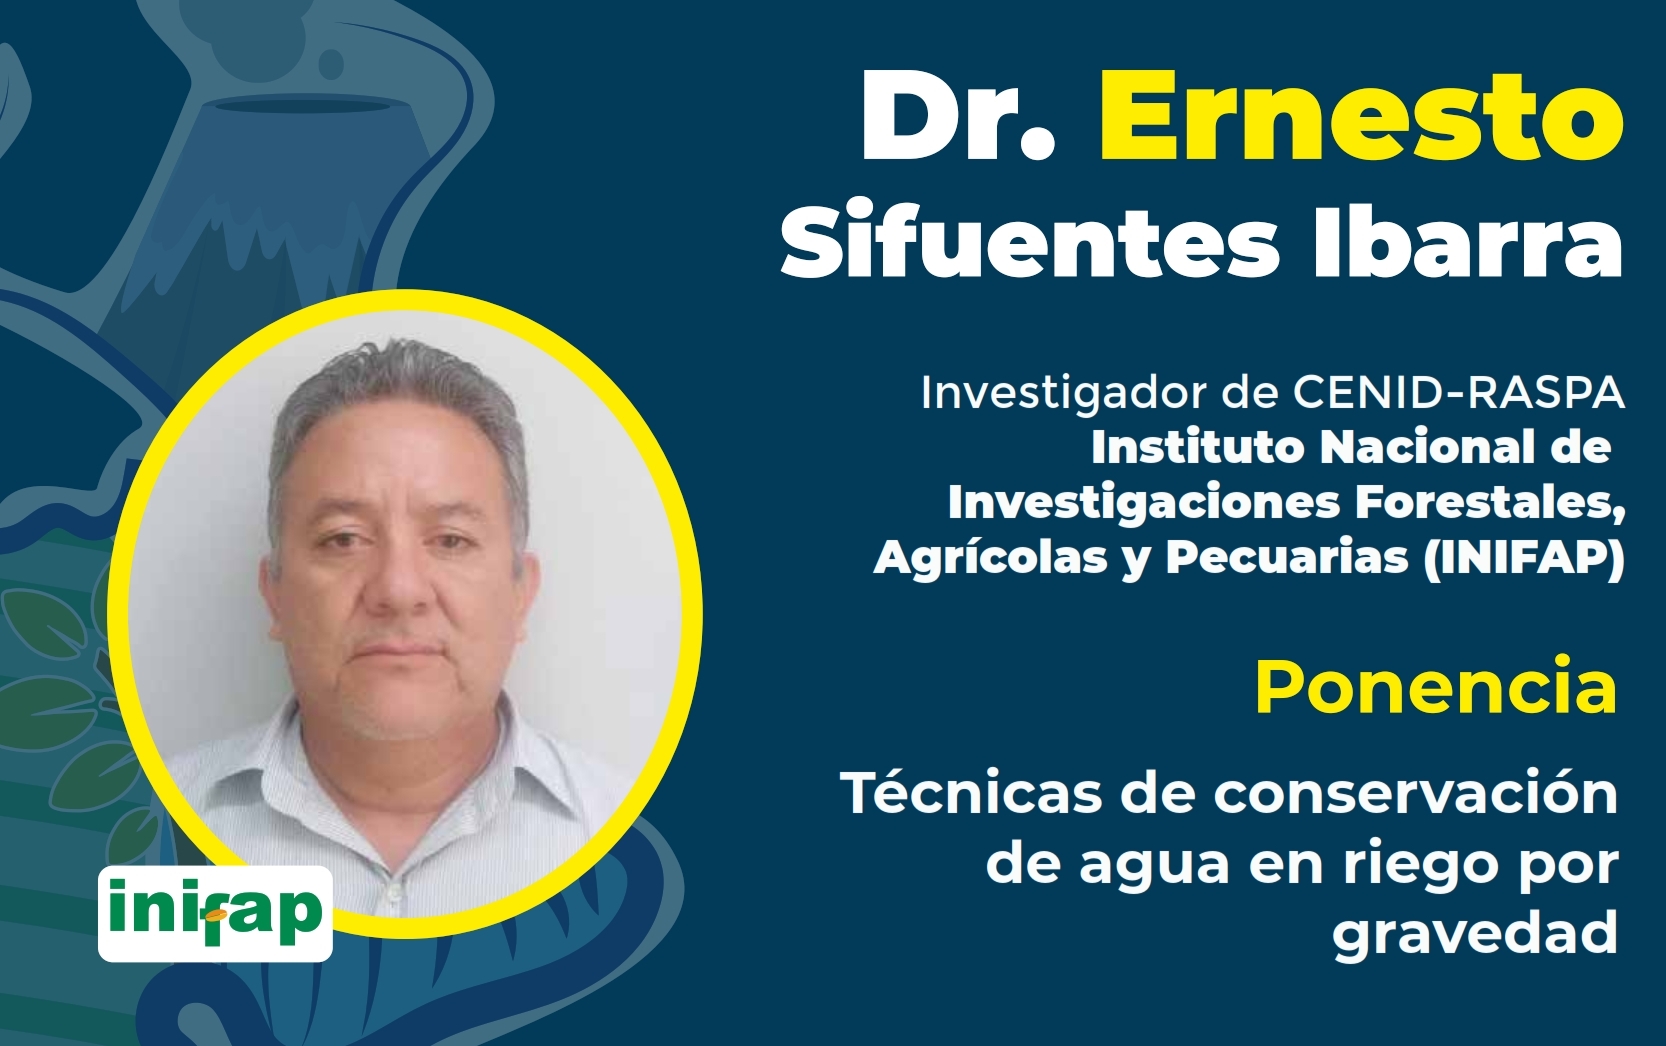 Dr. Ernesto
Sifuentes Ibarra
Investigador de CENID-RASPA
Instituto Nacional de
Investigaciones Forestales,
Agrícolas y Pecuarias (INIFAP)
Ponencia
Técnicas de conservación
de agua en riego por
gravedad
inifap